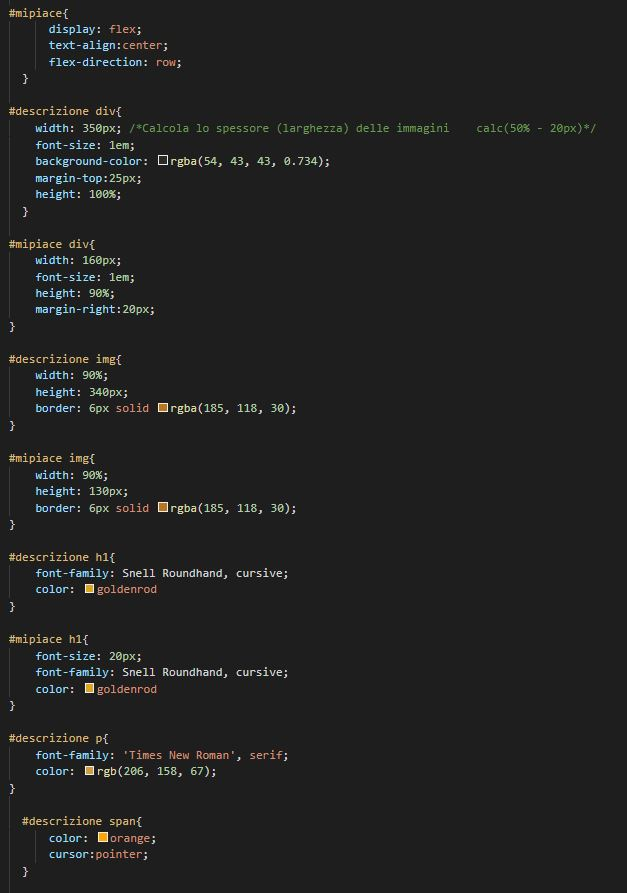 #mipiace{
display: flex;
text-align:center;
flex-direction: row;
}
#descrizione div{
width: 350px; /*Calcola lo spessore (larghezza) delle immagini    calc(50% - 20px)*/
font-size: 1em;
background-color: rgba(54, 43, 43, 0.734);
margin-top:25px;
height: 100%;
}
#mipiace div{
width: 160px;
font-size: 1em;
height: 90%;
margin-right:20px;
}
#descrizione img{
width: 90%;
height: 340px;
border: 6px solid rgba(185, 118, 30);
}
#mipiace img{
width: 90%;
height: 130px;
border: 6px solid rgba(185, 118, 30);
}
#descrizione h1{
font-family: Snell Roundhand, cursive;
color: goldenrod
}
#mipiace h1{
font-size: 20px;
font-family: Snell Roundhand, cursive;
color: goldenrod
}
#descrizione p{
font-family: 'Times New Roman', serif;
color: rgb(206, 158, 67);
}
#descrizione span{
color: orange;
cursor:pointer;
}